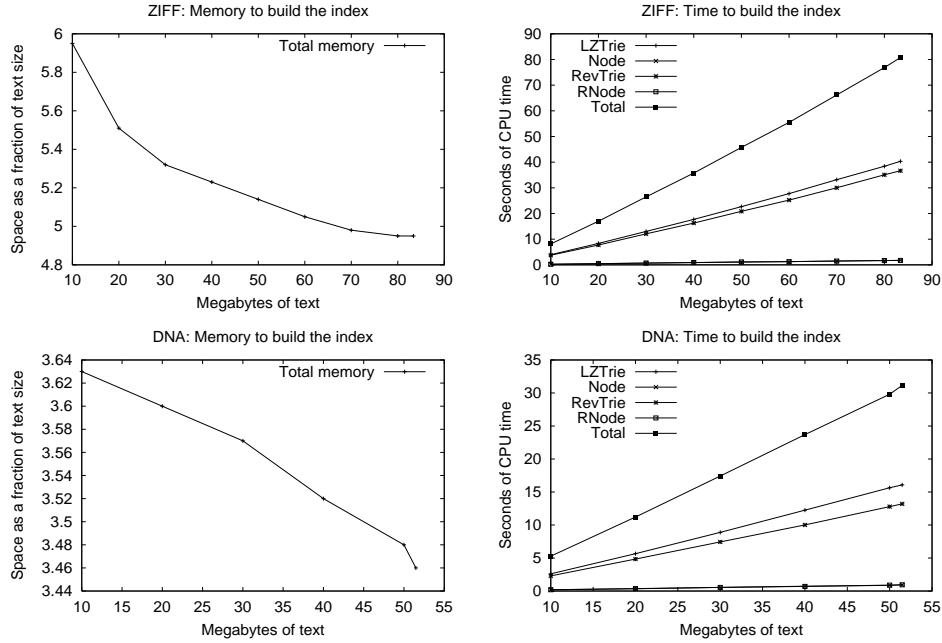 ZIFF: Memory to build the index
6
5.8
5.6
5.4
5.2
5
4.8
Space as a fraction of text size
Total memory
10 20 30 40 50 60 70 80 90
Megabytes of text
ZIFF: Time to build the index
90
80
70
60
50
40
30
20
10
0
Seconds of CPU time
LZTrie
Node
RevTrie
RNode
Total
10 20 30 40 50 60 70 80 90
Megabytes of text
DNA: Memory to build the index
3.64
3.62
3.6
3.58
3.56
3.54
3.52
3.5
3.48
3.46
3.44
Space as a fraction of text size
Total memory
10 15 20 25 30 35 40 45 50 55
Megabytes of text
DNA: Time to build the index
35
30
25
20
15
10
5
0
Seconds of CPU time
LZTrie
Node
RevTrie
RNode
Total
10 15 20 25 30 35 40 45 50 55
Megabytes of text